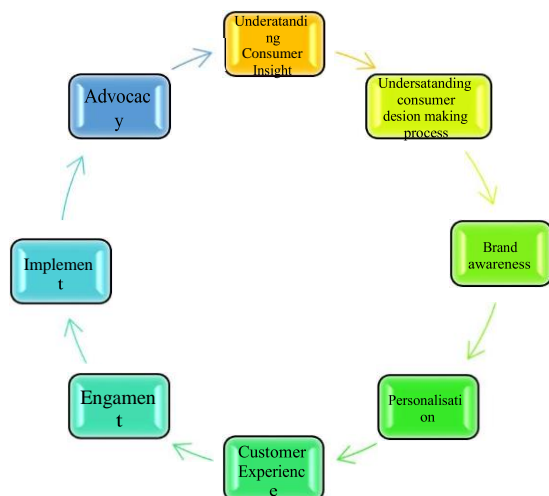 Underatandi
ng
Consumer
Insight
Undersatanding
consumer
desion making
process
Brand
awareness
Personalisati
on
Customer
Experienc
e
Engamen
t
Implemen
t
Advocac
y